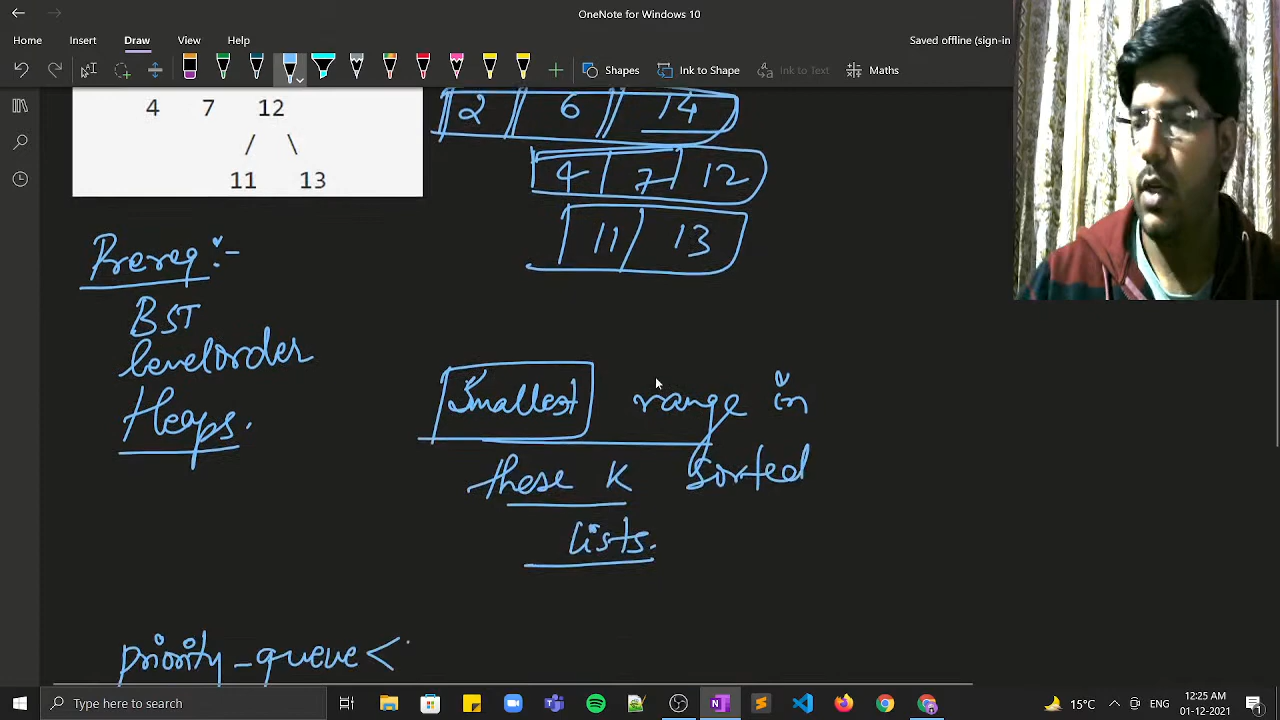 OneNote for Windows 10
Home Insert Draw View Help
Saved offline (sign-in
Shapes Ink to Shape Ink to Text Maths
4 7 12
/ \
11 13
2 6 14
4 7 12
11 13
Prereq :-
BST
levelorder
Heaps.
Smallest range in
these K sorted
lists.
priority_queue<
Type here to search
15°C ENG 12:25 AM
01-12-2021